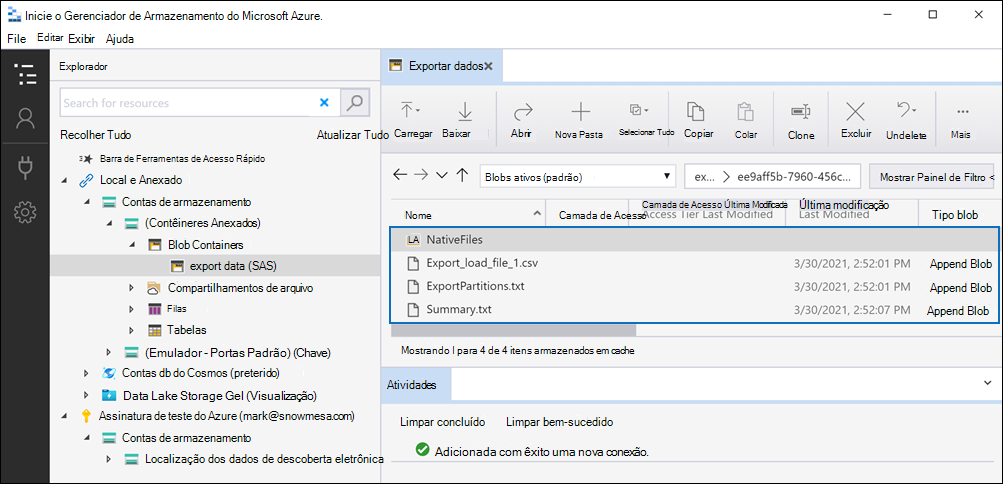 Inicie o Gerenciador de Armazenamento do Microsoft Azure.
File Editar Exibir Ajuda
Explorador
Search for resources
Recolher Tudo Atualizar Tudo
Barra de Ferramentas de Acesso Rápido
Local e Anexado
Contas de armazenamento
(Contêineres Anexados)
Blob Containers
export data (SAS)
Compartilhamentos de arquivo
Filas
Tabelas
(Emulador - Portas Padrão) (Chave)
Contas db do Cosmos (preterido)
Data Lake Storage Gel (Visualização)
Assinatura de teste do Azure (mark@snowmesa.com)
Contas de armazenamento
Localização dos dados de descoberta eletrônica
Exportar dados
Carregar Baixar Abrir Nova Pasta Selecionar Tudo Copiar Colar Clone Excluir Undelete Mais
Blobs ativos (padrão) ex... ee9aff5b-7960-456c... Mostrar Painel de Filtro <
Nome Camada de Acesso Camada de Acesso Última Modificada Última modificação Tipo blob
Access Tier Last Modified Last Modified
LA NativeFiles
Export_load_file_1.csv 3/30/2021, 2:52:01 PM Append Blob
ExportPartitions.txt 3/30/2021, 2:52:01 PM Append Blob
Summary.txt 3/30/2021, 2:52:07 PM Append Blob
Mostrando I para 4 de 4 itens armazenados em cache
Atividades
Limpar concluído Limpar bem-sucedido
Adicionada com êxito uma nova conexão.